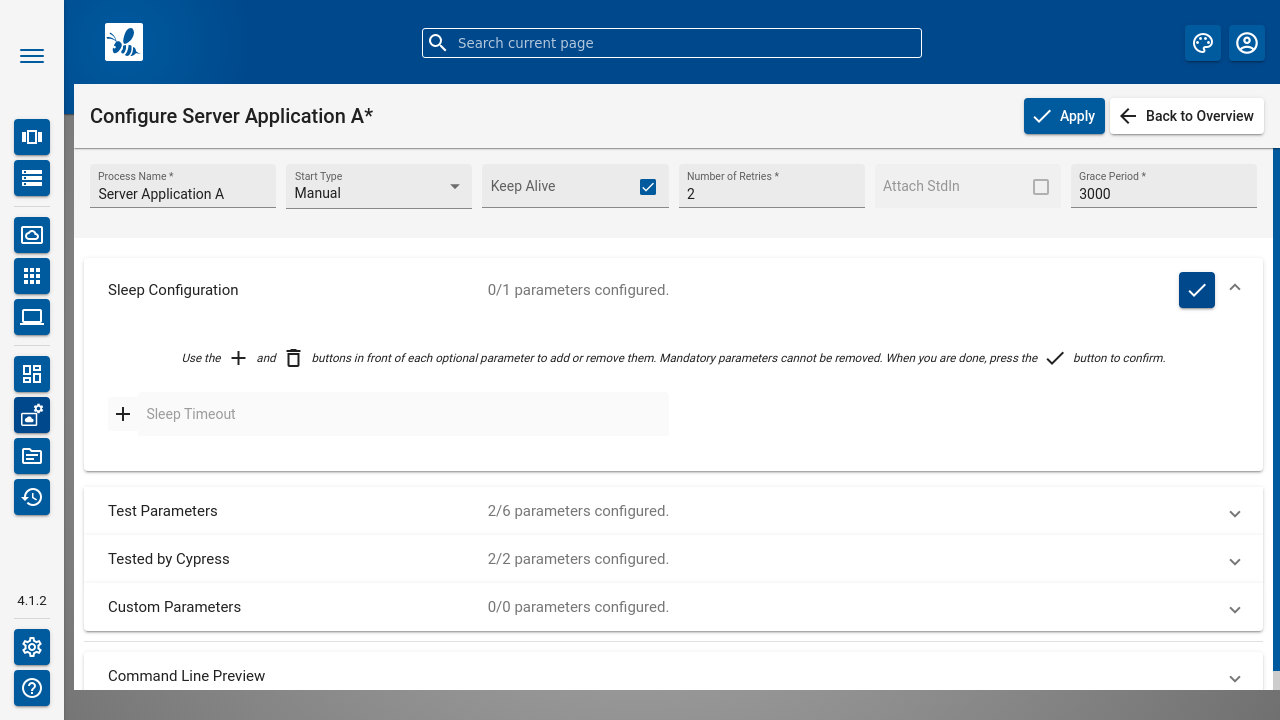 Search current page
Configure Server Application A*
Apply
Back to Overview
Process Name *
Server Application A
Start Type
Manual
Keep Alive
Number of Retries *
2
Attach StdIn
Grace Period *
3000
Sleep Configuration
0/1 parameters configured.
Use the and buttons in front of each optional parameter to add or remove them. Mandatory parameters cannot be removed. When you are done, press the button to confirm.
Sleep Timeout
Test Parameters
2/6 parameters configured.
Tested by Cypress
2/2 parameters configured.
Custom Parameters
0/0 parameters configured.
Command Line Preview
4.1.2